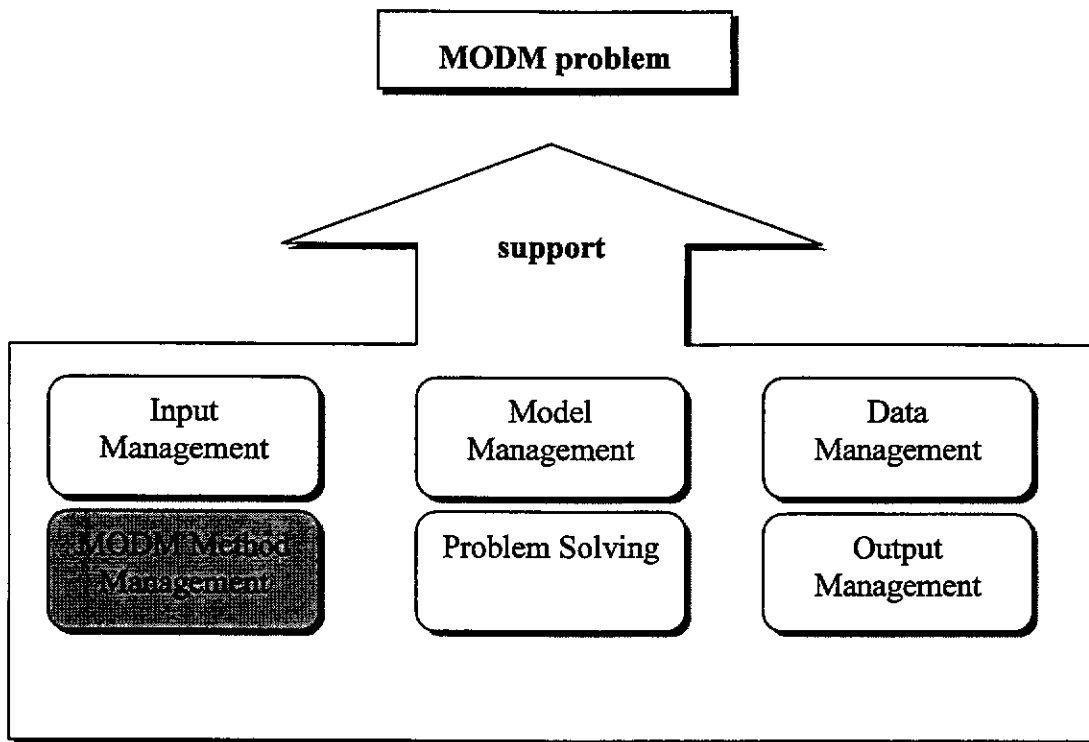 MODM problem
support
Input
Management
Model
Management
Data
Management
MODM Method
Management
Problem Solving
Output
Management